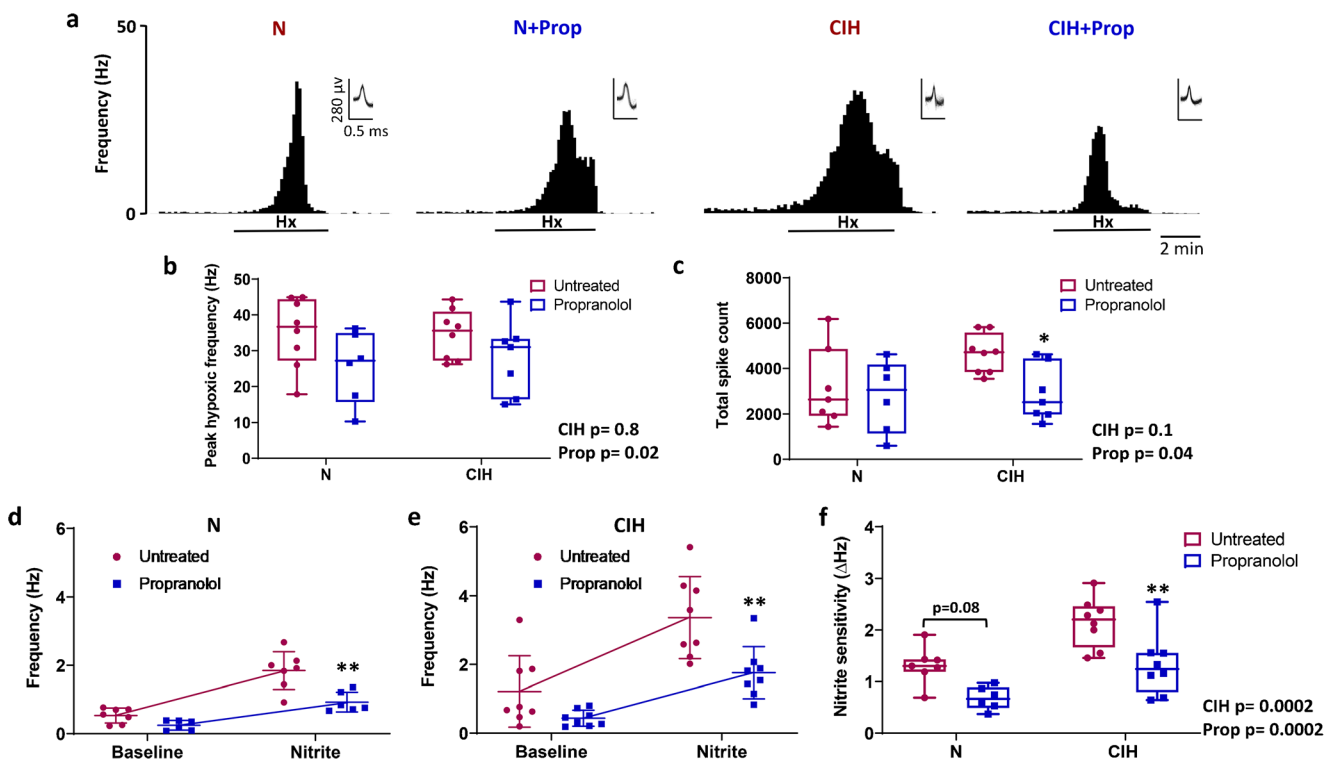 a
N
N+Prop
CIH
CIH+Prop
50
0
Frequency (Hz)
280 μv
0.5 ms
Hx
Hx
Hx
Hx
2 min
b
Peak hypoxic frequency (Hz)
50
40
30
20
10
0
Untreated
Propranolol
N
CIH
CIH p= 0.8
Prop p= 0.02
c
Total spike count
8000
6000
4000
2000
0
Untreated
Propranolol
*
N
CIH
CIH p= 0.1
Prop p= 0.04
d
N
Frequency (Hz)
6
4
2
0
Untreated
Propranolol
**
Baseline
Nitrite
e
CIH
Frequency (Hz)
6
4
2
0
Untreated
Propranolol
**
Baseline
Nitrite
f
Nitrite sensitivity (ΔHz)
4
3
2
1
0
Untreated
Propranolol
p=0.08
**
N
CIH
CIH p= 0.0002
Prop p= 0.0002